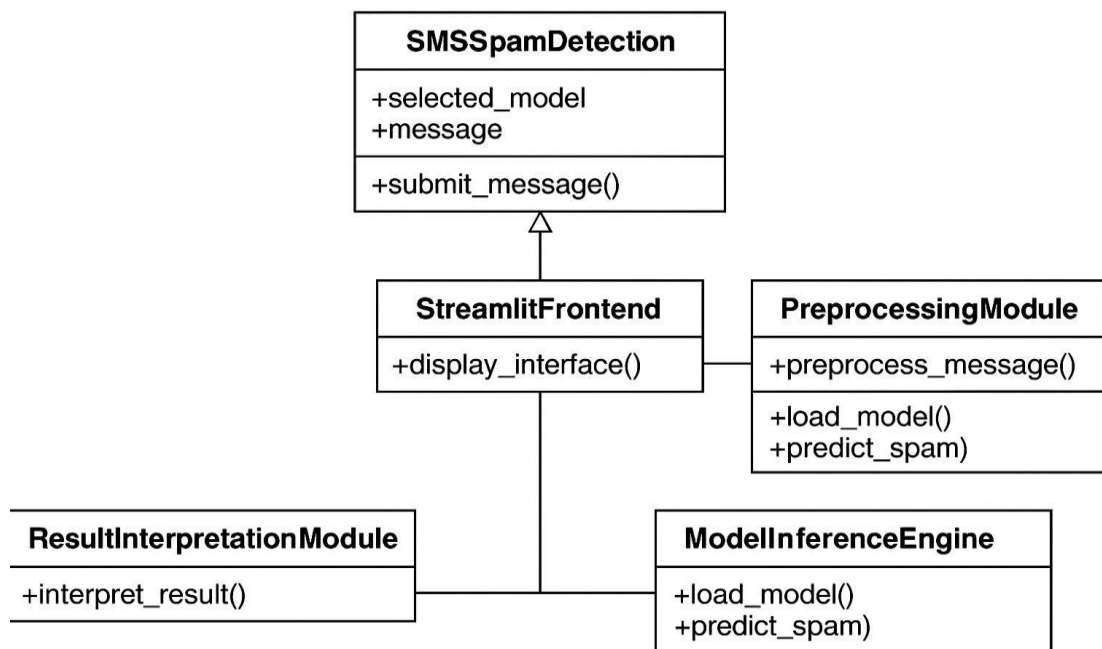 SMSSpamDetection
+selected_model
+message
+submit_message()
StreamlitFrontend
+display_interface()
PreprocessingModule
+preprocess_message()
+load_model()
+predict_spam)
ResultInterpretationModule
+interpret_result()
ModelInferenceEngine
+load_model()
+predict_spam)